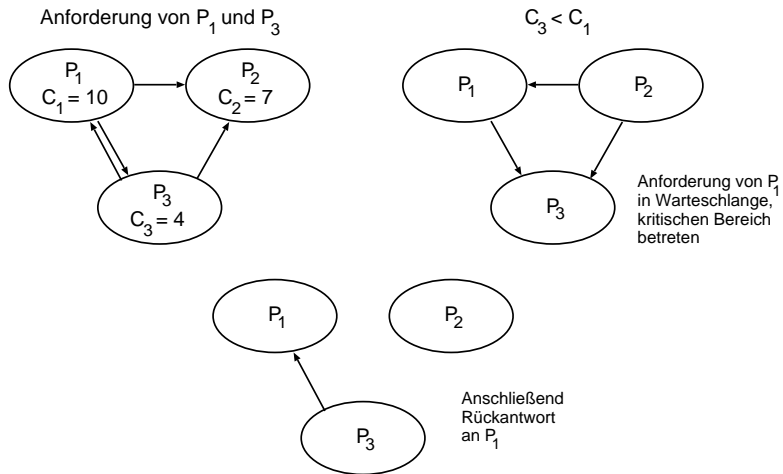 Anforderung von P₁ und P₃
C₃ < C₁
P₁
C₁ = 10
P₂
C₂ = 7
P₃
C₃ = 4
P₁
P₂
P₃
Anforderung von P₁
in Warteschlange,
kritischen Bereich
betreten
P₁
P₂
P₃
Anschließend
Rückantwort
an P₁